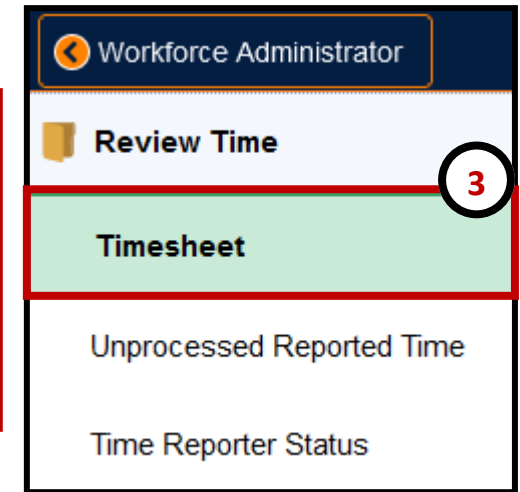 Workforce Administrator
Review Time
3
Timesheet
Unprocessed Reported Time
Time Reporter Status